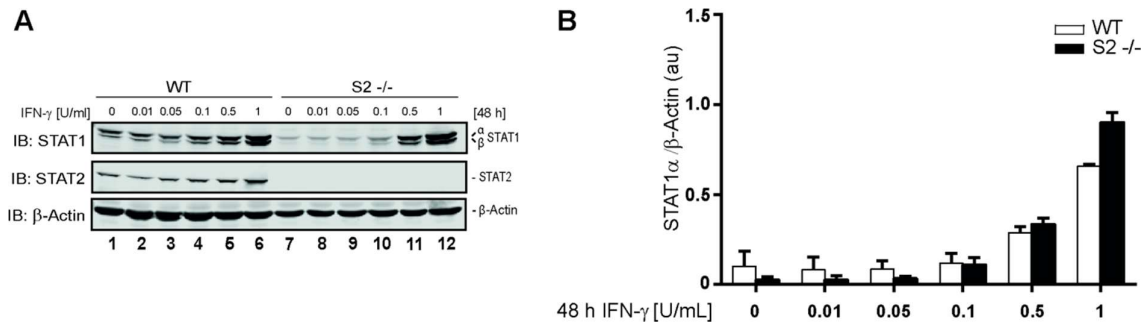 A
WT S2 -/-
IFN-γ [U/ml] 0 0.01 0.05 0.1 0.5 1 0 0.01 0.05 0.1 0.5 1 [48 h]
IB: STAT1 α β STAT1
IB: STAT2 - STAT2
IB: β-Actin - β-Actin
1 2 3 4 5 6 7 8 9 10 11 12
B
WT
S2 -/-
STAT1α/β-Actin (au)
1.5
1.0
0.5
0
48 h IFN-γ [U/mL] 0 0.01 0.05 0.1 0.5 1